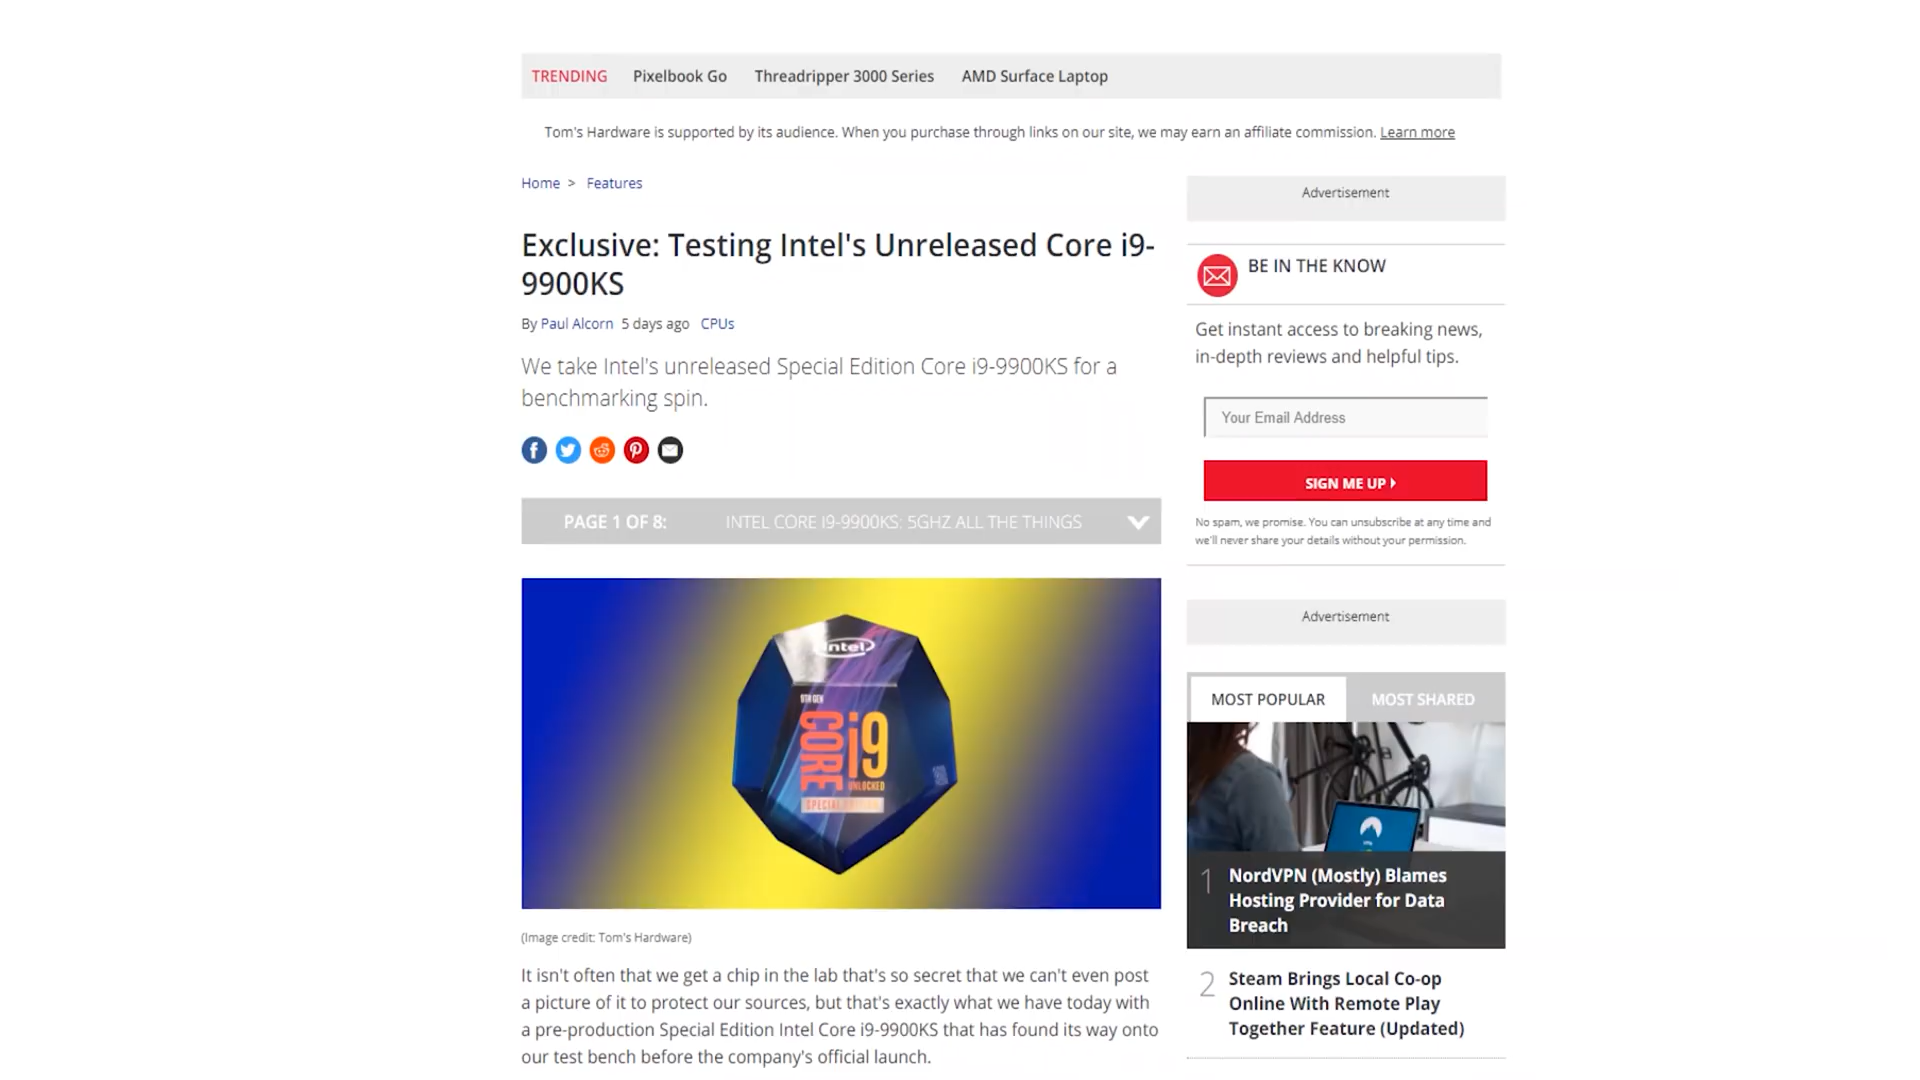 TRENDING Pixelbook Go Threadripper 3000 Series AMD Surface Laptop
Tom's Hardware is supported by its audience. When you purchase through links on our site, we may earn an affiliate commission. Learn more
Home > Features
Exclusive: Testing Intel's Unreleased Core i9-
9900KS
By Paul Alcorn 5 days ago CPUs
We take Intel's unreleased Special Edition Core i9-9900KS for a
benchmarking spin.
PAGE 1 OF 8: INTEL CORE I9-9900KS: 5GHZ ALL THE THINGS
intel
9TH GEN
CORE i9
UNLOCKED
SPECIAL EDITION
(Image credit: Tom's Hardware)
It isn't often that we get a chip in the lab that's so secret that we can't even post
a picture of it to protect our sources, but that's exactly what we have today with
a pre-production Special Edition Intel Core i9-9900KS that has found its way onto
our test bench before the company's official launch.
Advertisement
BE IN THE KNOW
Get instant access to breaking news,
in-depth reviews and helpful tips.
Your Email Address
SIGN ME UP
No spam, we promise. You can unsubscribe at any time and
we'll never share your details without your permission.
Advertisement
MOST POPULAR MOST SHARED
1 NordVPN (Mostly) Blames
Hosting Provider for Data
Breach
2 Steam Brings Local Co-op
Online With Remote Play
Together Feature (Updated)